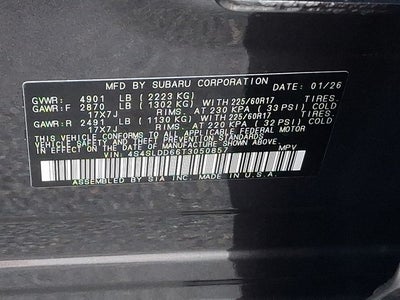 MFD BY SUBARU CORPORATION DATE: 01/26
GVWR: 4901 LB ( 2223 KG)
GAWR:F 2870 LB ( 1302 KG) WITH 225/60R17 TIRES.
17X7J RIMS. AT 230 KPA ( 33 PSI) COLD
GAWR:R 2491 LB ( 1130 KG) WITH 225/60R17 TIRES.
17X7J RIMS. AT 220 KPA ( 32 PSI) COLD
THIS VEHICLE CONFORMS TO ALL APPLICABLE FEDERAL MOTOR
VEHICLE SAFETY AND THEFT PREVENTION STANDARDS IN EFFECT ON THE DATE OF MANUFACTURE SHOWN ABOVE.
VIN: 4S4SLDD66T3050857 MPV
ASSEMBLED BY SIA INC. MADE IN U.S.A.